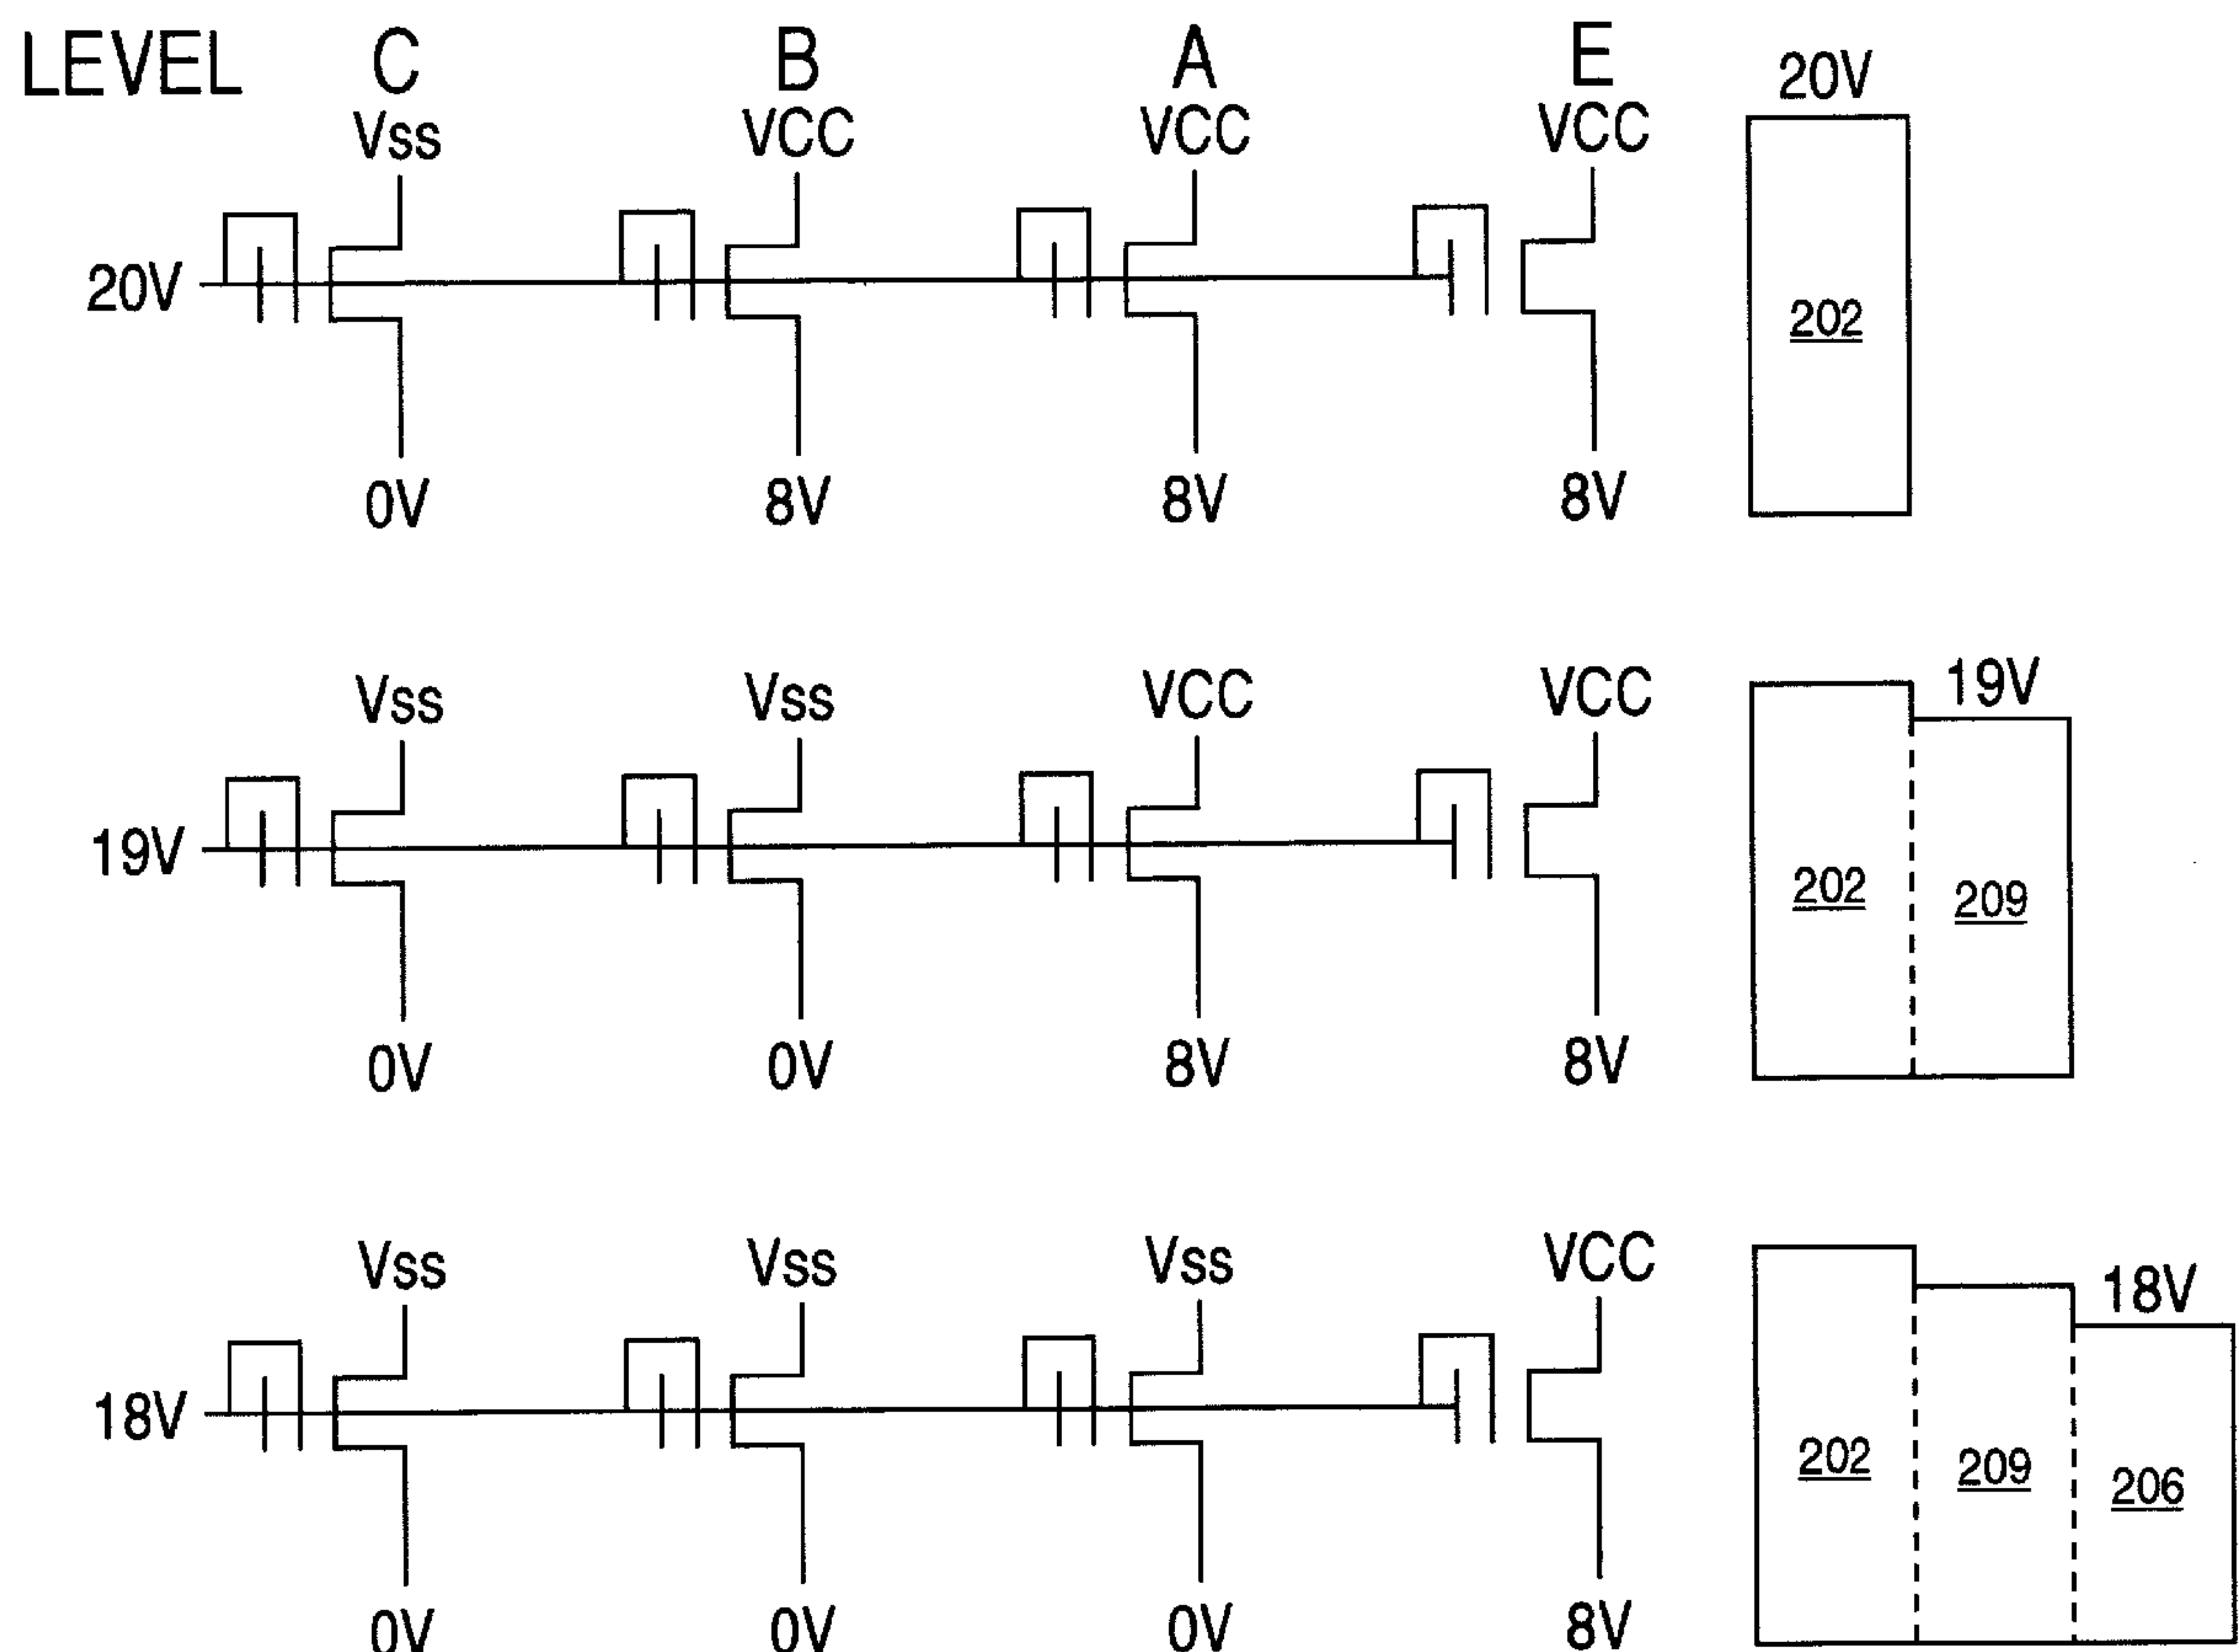 LEVEL C B A E
Vss VCC VCC VCC 20V
20V
202
0V 8V 8V 8V
Vss Vss VCC VCC 19V
19V
202 209
0V 0V 8V 8V
Vss Vss Vss VCC 18V
18V
202 209 206
0V 0V 0V 8V